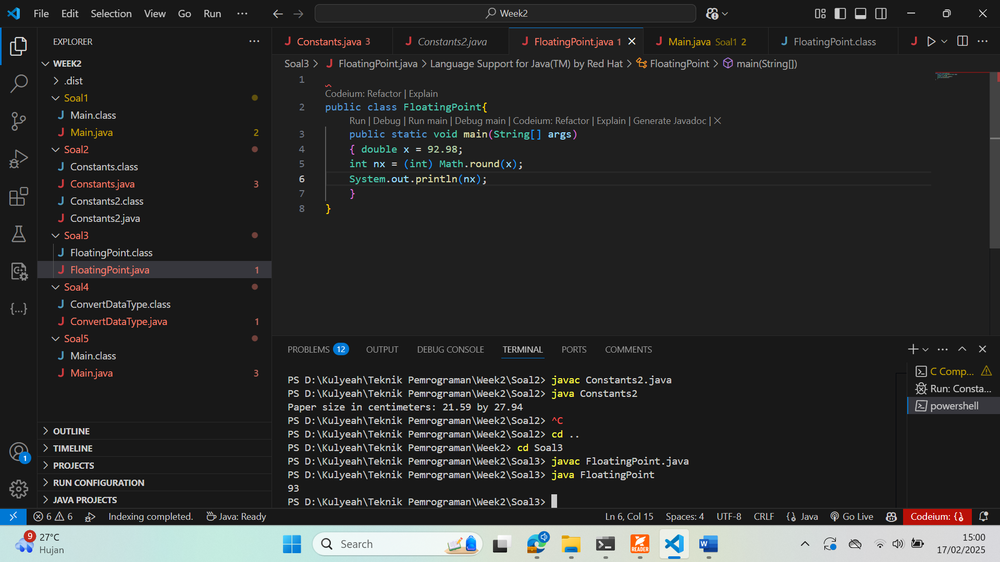 File Edit Selection View Go Run ··· Week2
EXPLORER ···
WEEK2
.dist
Soal1
Main.class
Main.java 2
Soal2
Constants.class
Constants.java 3
Constants2.class
Constants2.java
Soal3
FloatingPoint.class
FloatingPoint.java 1
Soal4
ConvertDataType.class
ConvertDataType.java 1
Soal5
Main.class
Main.java 3
OUTLINE
TIMELINE
PROJECTS
RUN CONFIGURATION
JAVA PROJECTS
1
Constants.java 3 Constants2.java FloatingPoint.java 1 Main.java Soal1 2 FloatingPoint.class
Soal3 > FloatingPoint.java > Language Support for Java(TM) by Red Hat > FloatingPoint > main(String[])
1
Codeium: Refactor | Explain
2 public class FloatingPoint{
Run | Debug | Run main | Debug main | Codeium: Refactor | Explain | Generate Javadoc | X
3 public static void main(String[] args)
4 { double x = 92.98;
5 int nx = (int) Math.round(x);
6 System.out.println(nx);
7 }
8 }
PROBLEMS 12 OUTPUT DEBUG CONSOLE TERMINAL PORTS COMMENTS
PS D:\Kulyeah\Teknik Pemrograman\Week2\Soal2> javac Constants2.java
PS D:\Kulyeah\Teknik Pemrograman\Week2\Soal2> java Constants2
Paper size in centimeters: 21.59 by 27.94
PS D:\Kulyeah\Teknik Pemrograman\Week2\Soal2> ^C
PS D:\Kulyeah\Teknik Pemrograman\Week2\Soal2> cd ..
PS D:\Kulyeah\Teknik Pemrograman\Week2> cd Soal3
PS D:\Kulyeah\Teknik Pemrograman\Week2\Soal3> javac FloatingPoint.java
PS D:\Kulyeah\Teknik Pemrograman\Week2\Soal3> java FloatingPoint
93
PS D:\Kulyeah\Teknik Pemrograman\Week2\Soal3>
C Comp...
Run: Consta...
powershell
6 6 Indexing completed. Java: Ready Ln 6, Col 15 Spaces: 4 UTF-8 CRLF {} Java Go Live Codeium: {}
9 27°C
Hujan
Search
READER
W
15:00
17/02/2025